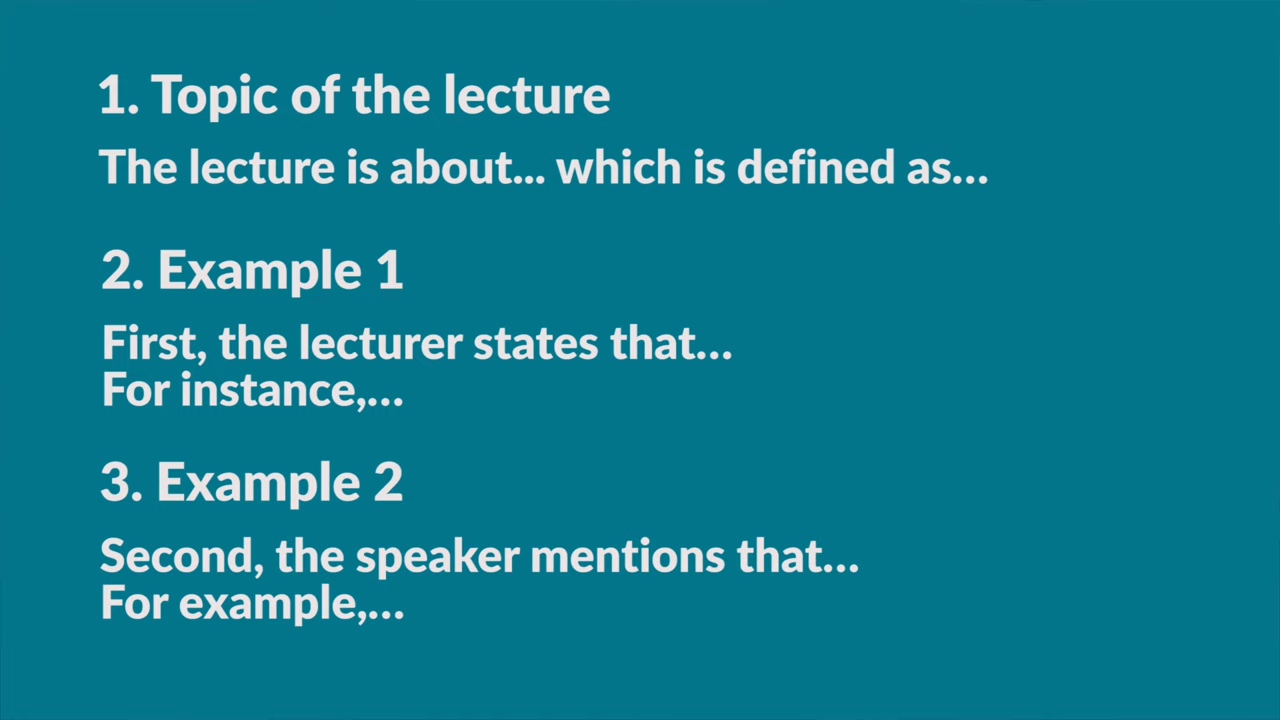 1. Topic of the lecture
The lecture is about... which is defined as...
2. Example 1
First, the lecturer states that...
For instance,...
3. Example 2
Second, the speaker mentions that...
For example,...